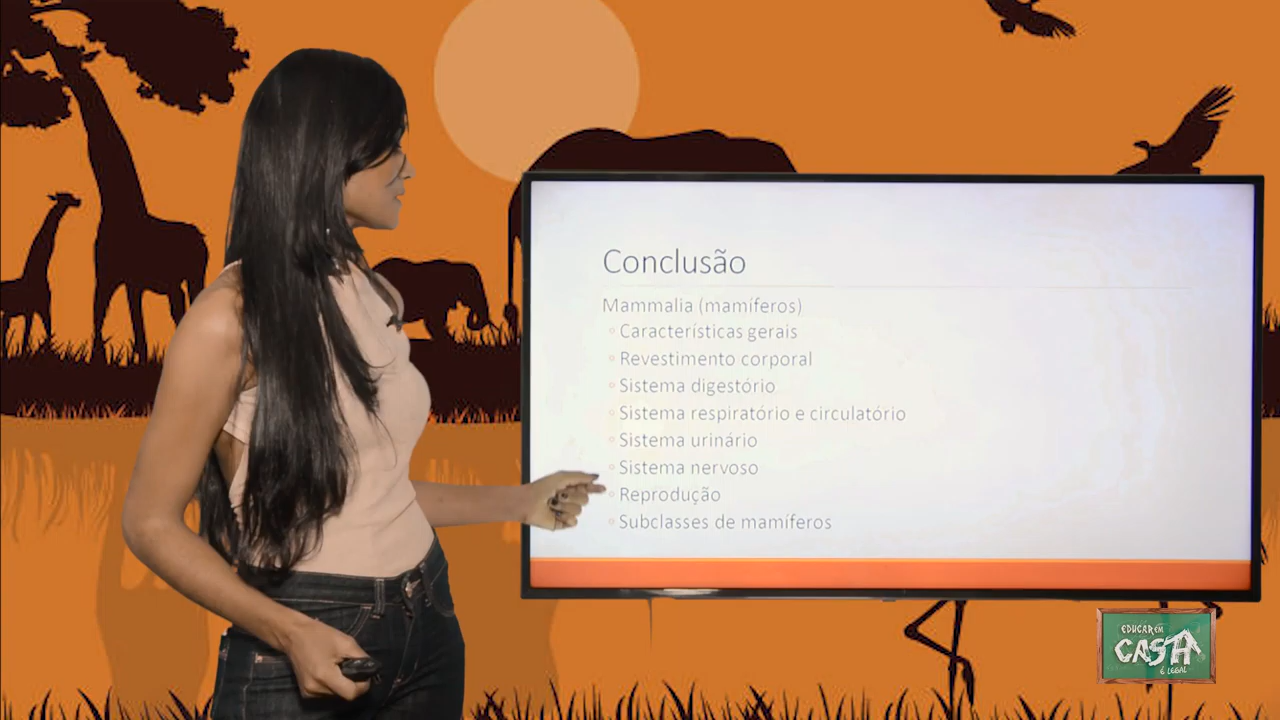 Conclusão
Mammalia (mamíferos)
Características gerais
Revestimento corporal
Sistema digestório
Sistema respiratório e circulatório
Sistema urinário
Sistema nervoso
Reprodução
Subclasses de mamíferos
EDUCAR EM
CASA
É LEGAL